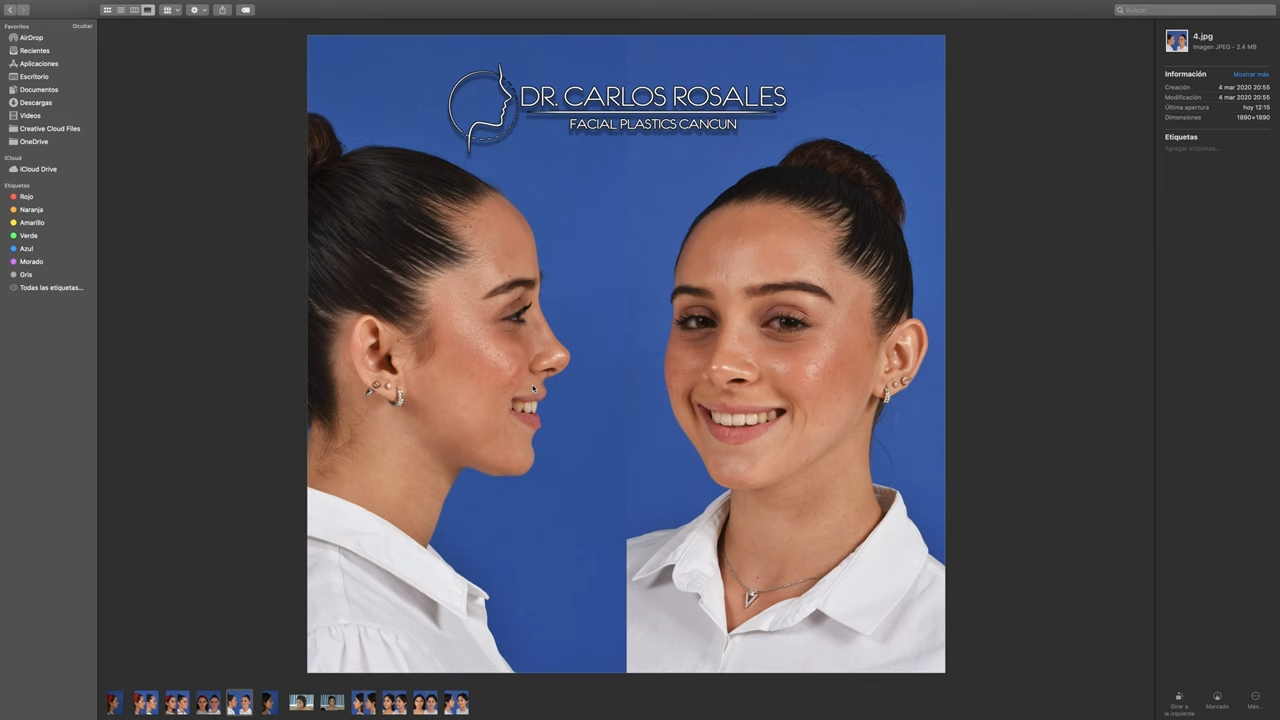 Buscar
Favoritos
Ocultar
AirDrop
Recientes
Aplicaciones
Escritorio
Documentos
Descargas
Vídeos
Creative Cloud Files
OneDrive
iCloud
iCloud Drive
Etiquetas
Rojo
Naranja
Amarillo
Verde
Azul
Morado
Gris
Todas las etiquetas...
DR. CARLOS ROSALES
FACIAL PLASTICS CANCUN
4.jpg
Imagen JPEG - 2.4 MB
Información
Mostrar más
Creación 4 mar 2020 20:55
Modificación 4 mar 2020 20:55
Última apertura hoy 12:15
Dimensiones 1890×1890
Etiquetas
Agregar etiquetas...
Girar a
la izquierda
Marcado
Más...